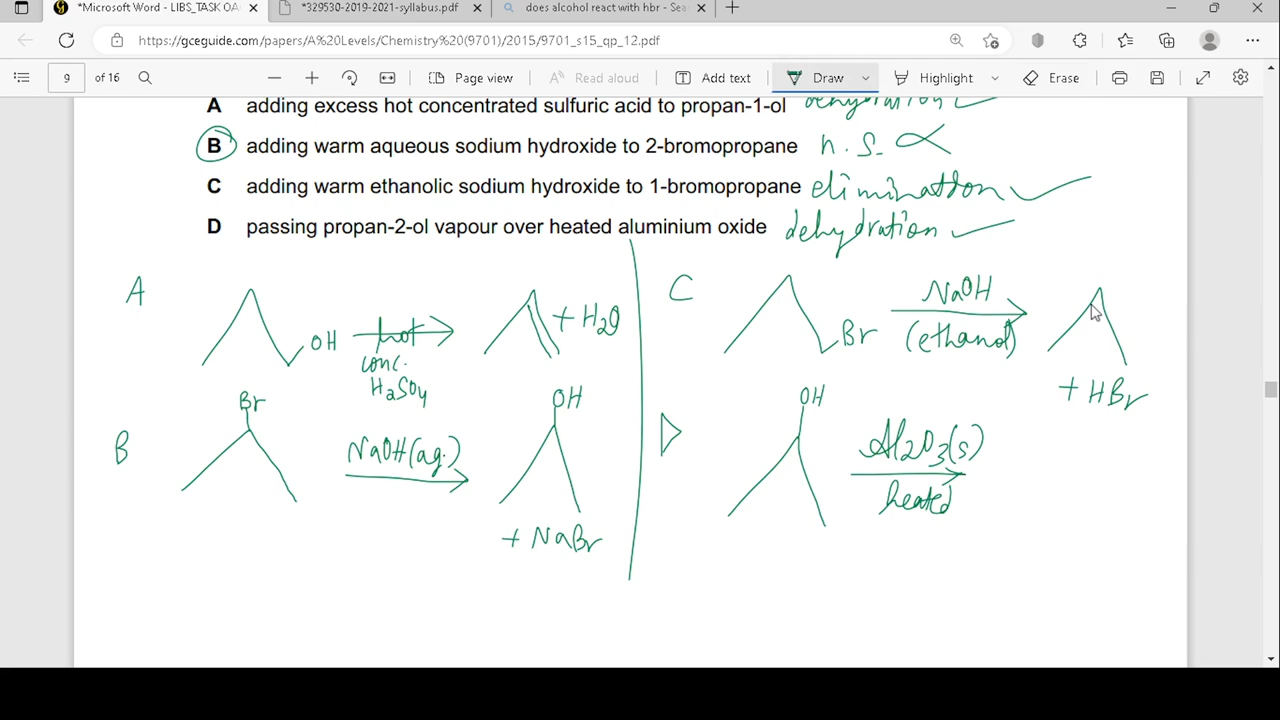 *Microsoft Word - LIBS_TASK OA
*329530-2019-2021-syllabus.pdf
does alcohol react with hbr - Sea
https://gceguide.com/papers/A%20Levels/Chemistry%20(9701)/2015/9701_s15_qp_12.pdf
9 of 16
Page view
Read aloud
Add text
Draw
Highlight
Erase
A adding excess hot concentrated sulfuric acid to propan-1-ol dehydration
B adding warm aqueous sodium hydroxide to 2-bromopropane n.s.
C adding warm ethanolic sodium hydroxide to 1-bromopropane elimination
D passing propan-2-ol vapour over heated aluminium oxide dehydration
A
OH
hot
conc.
H2SO4
+ H2O
B
Br
NaOH(aq.)
OH
+ NaBr
C
Br
NaOH
(ethanol)
+ HBr
D
OH
Al2O3(s)
heated